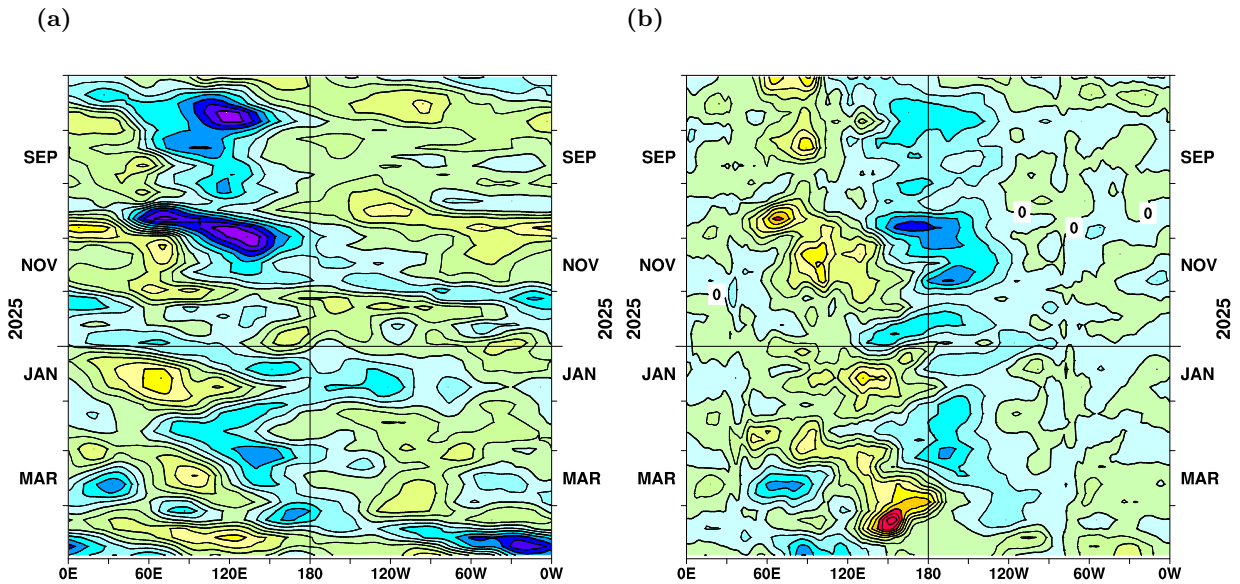 (a) (b)
SEP SEP SEP SEP
0 0 0
NOV NOV NOV NOV
0
2025 2025 2025 2025
JAN JAN JAN JAN
MAR MAR MAR MAR
0E 60E 120E 180 120W 60W 0W 0E 60E 120E 180 120W 60W 0W